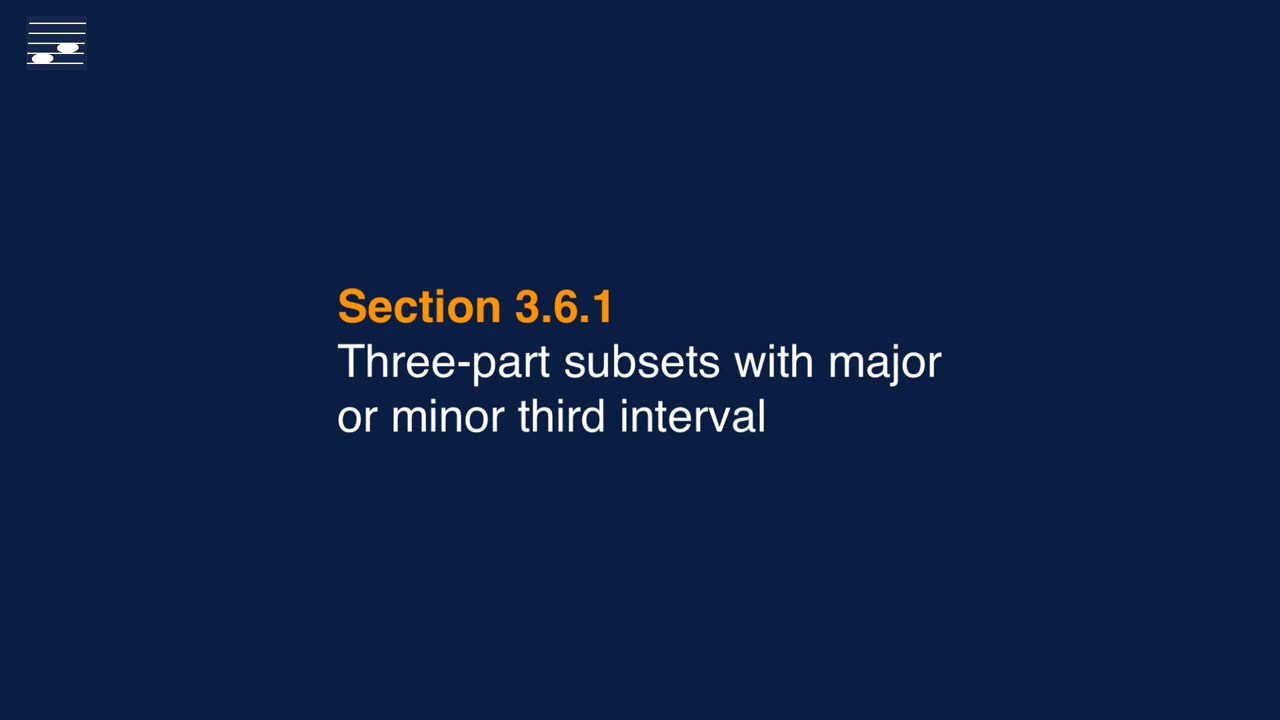 Section 3.6.1
Three-part subsets with major
or minor third interval